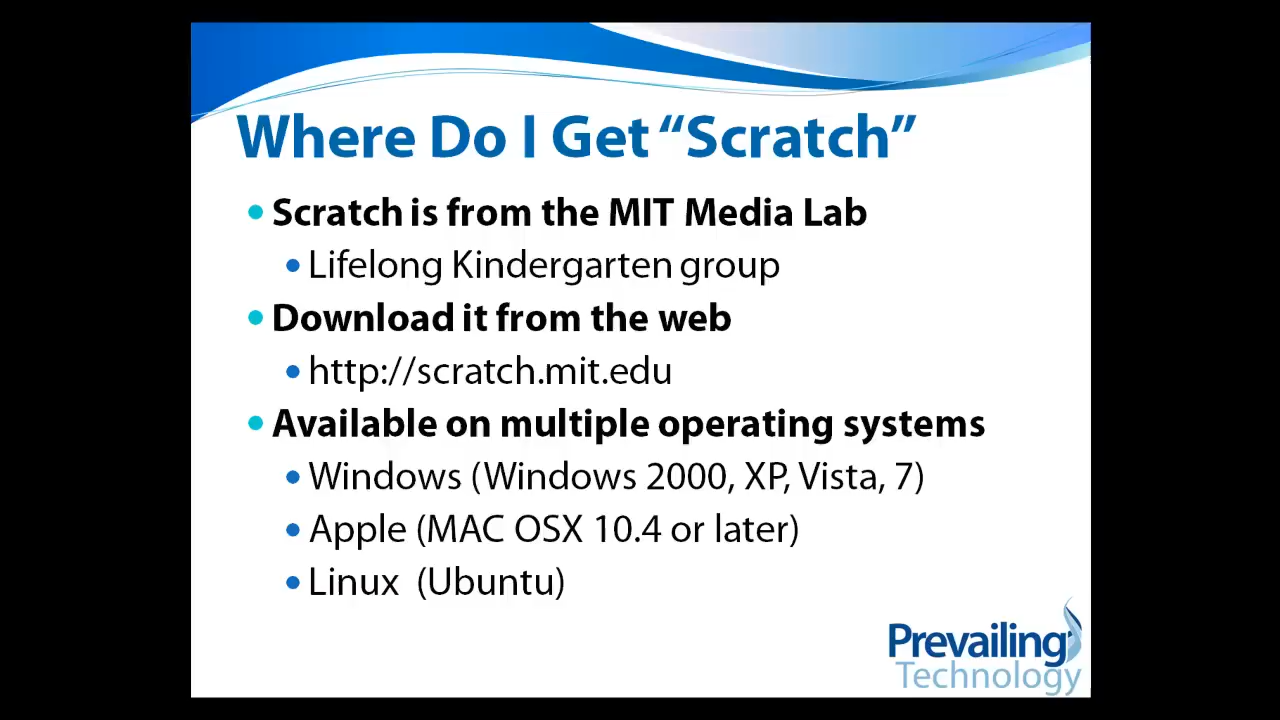 Where Do I Get “Scratch”
• Scratch is from the MIT Media Lab
• Lifelong Kindergarten group
• Download it from the web
• http://scratch.mit.edu
• Available on multiple operating systems
• Windows (Windows 2000, XP, Vista, 7)
• Apple (MAC OSX 10.4 or later)
• Linux (Ubuntu)
Prevailing
Technology